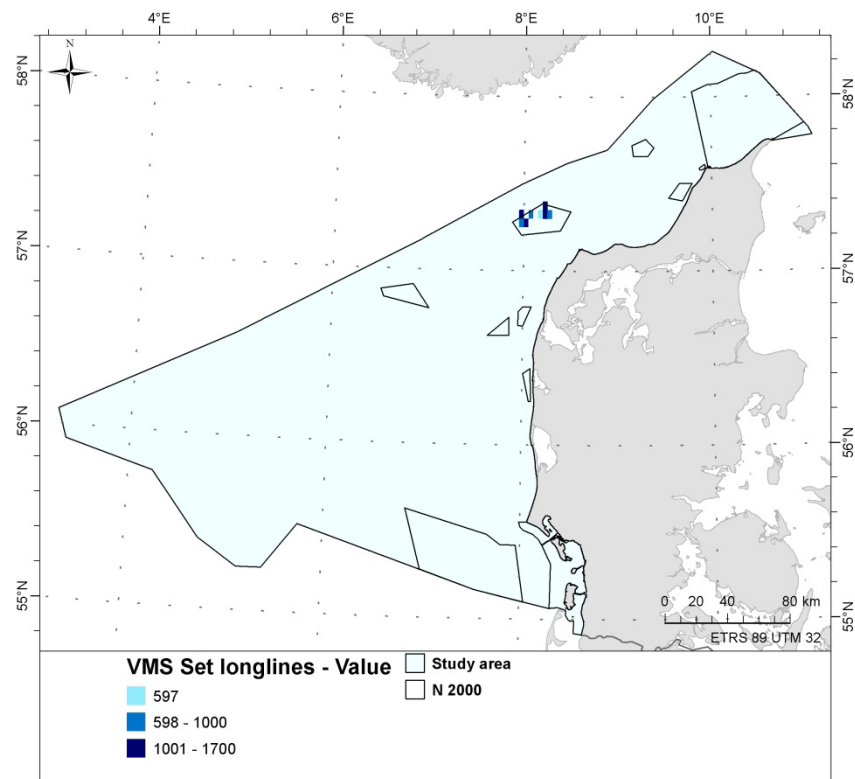 4°E 6°E 8°E 10°E
N
58°N 58°N
57°N 57°N
56°N 56°N
55°N 55°N
0 20 40 80 km
ETRS 89 UTM 32
VMS Set longlines - Value
597
598 - 1000
1001 - 1700
Study area
N 2000